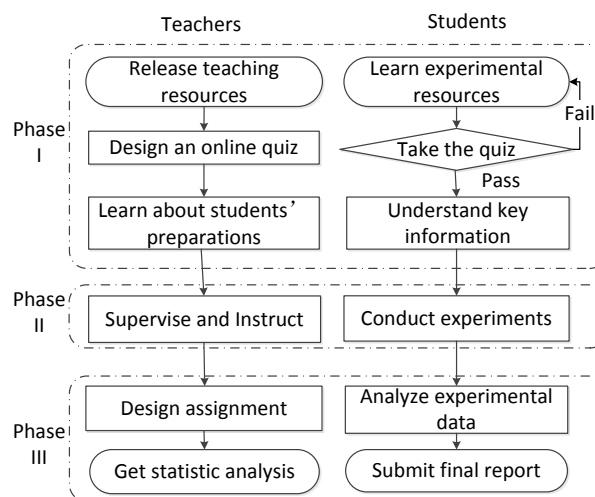 Teachers
Students
Phase
I
Release teaching
resources
Learn experimental
resources
Fail
Design an online quiz
Take the quiz
Pass
Learn about students’
preparations
Understand key
information
Phase
II
Supervise and Instruct
Conduct experiments
Phase
III
Design assignment
Analyze experimental
data
Get statistic analysis
Submit final report